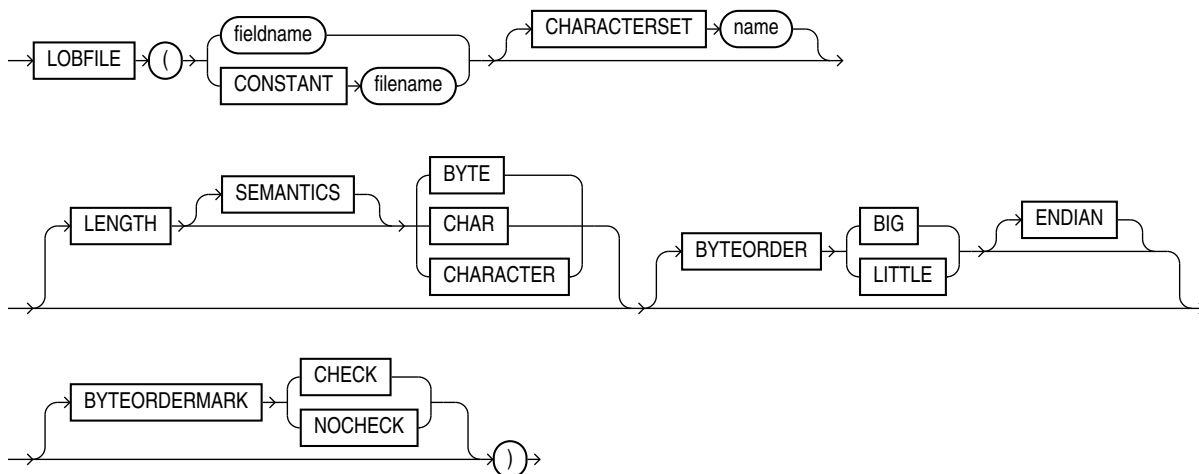 LOBFILE ( fieldname CHARACTERSET name
CONSTANT filename
LENGTH SEMANTICS BYTE BYTEORDER BIG ENDIAN
CHAR LITTLE
CHARACTER
BYTEORDERMARK CHECK
NOCHECK )